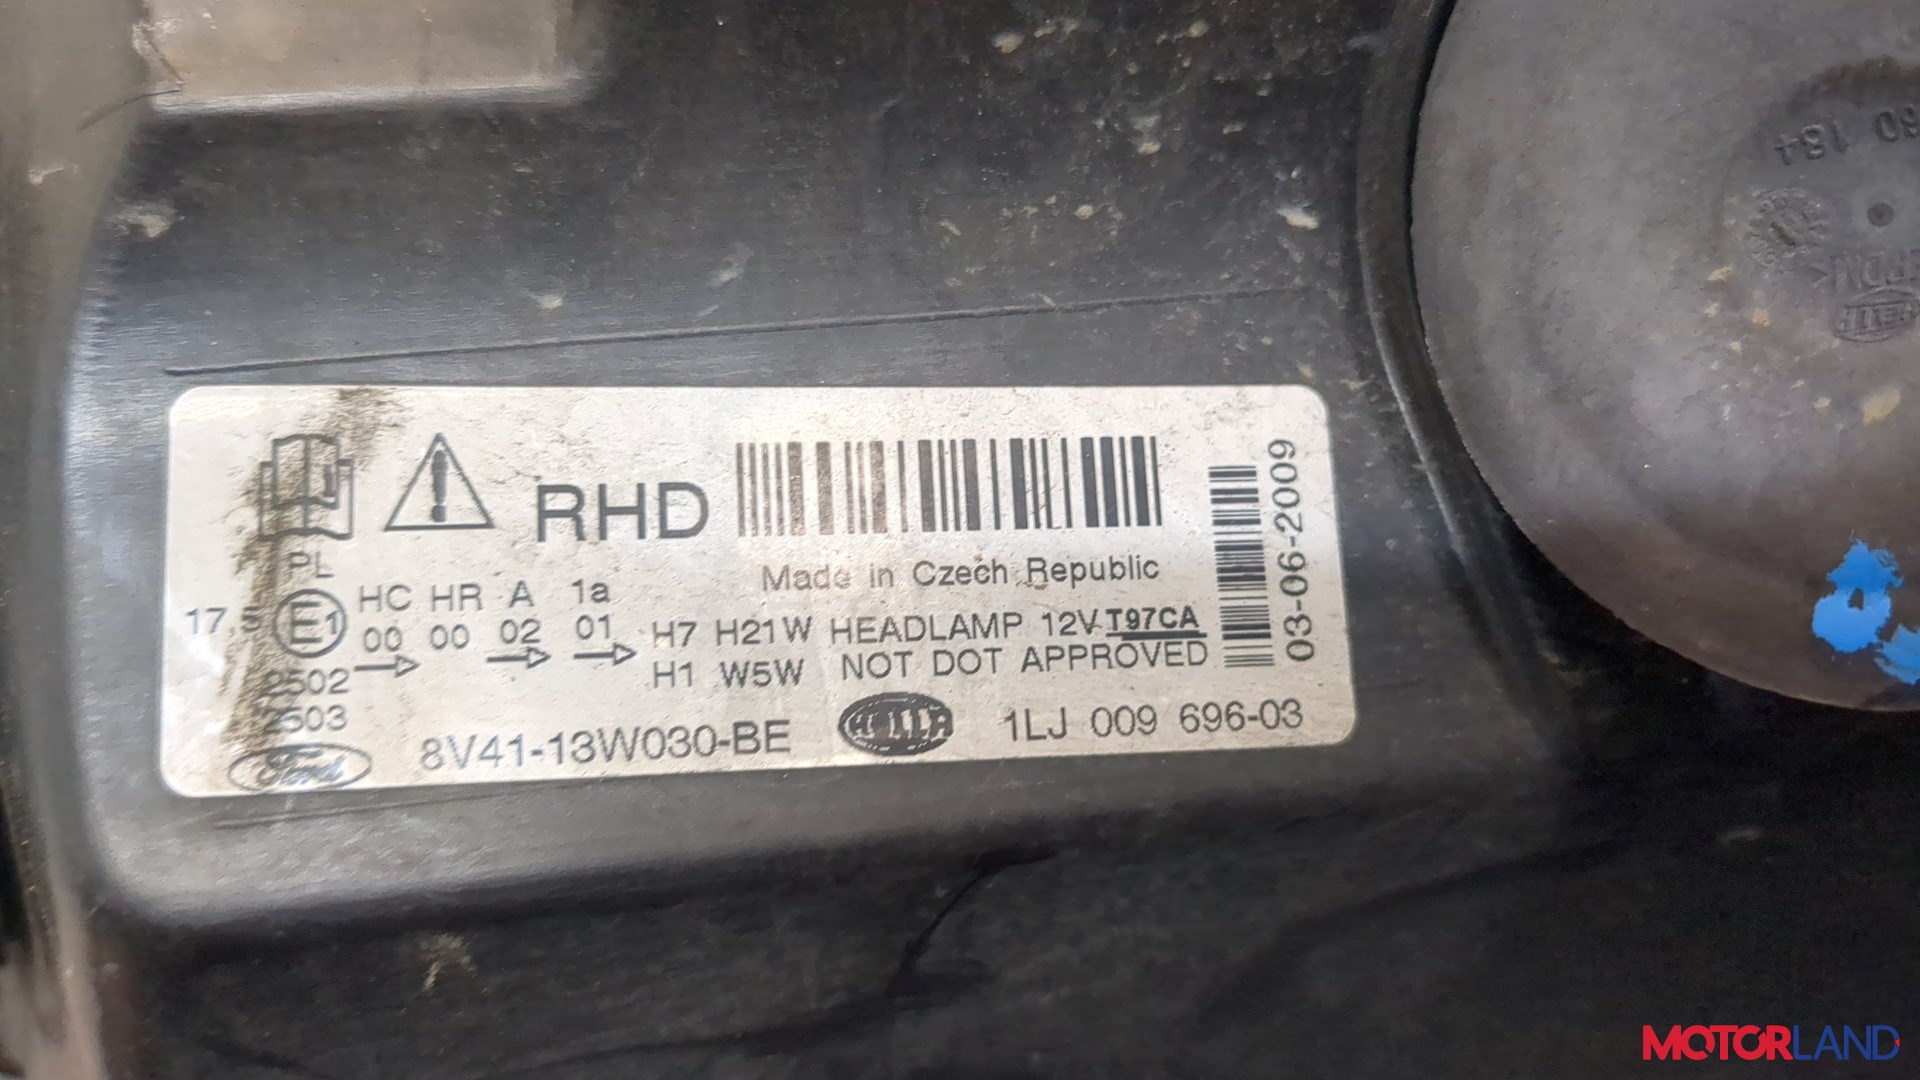 RHD
Made in Czech Republic
PL
HC HR A 1a
17,5 E1 00 00 02 01
H7 H21W HEADLAMP 12V T97CA
H1 W5W NOT DOT APPROVED
03-06-2009
8V41-13W030-BE
HELLA
1LJ 009 696-03
Ford
184
HELLA
MOTORLAND